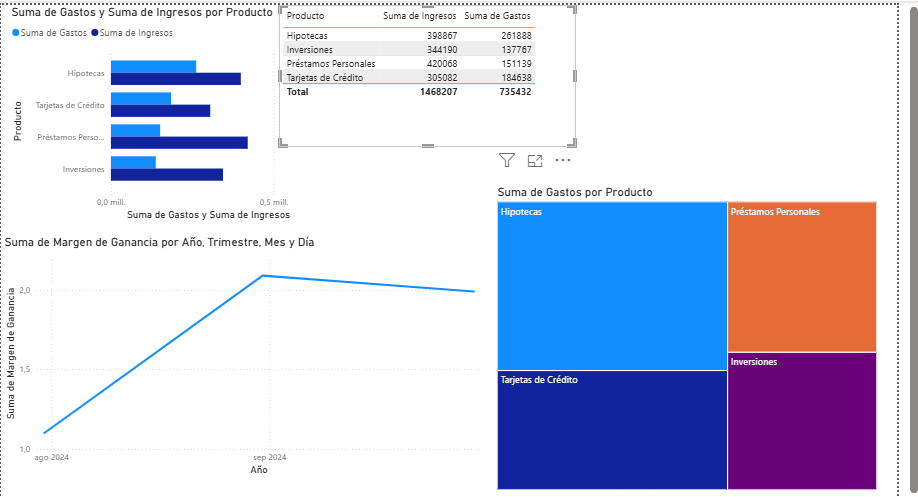 Suma de Gastos y Suma de Ingresos por Producto
Suma de Gastos Suma de Ingresos
Producto
Hipotecas
Tarjetas de Crédito
Préstamos Perso...
Inversiones
0,0 mill. 0,5 mill.
Suma de Gastos y Suma de Ingresos
Producto Suma de Ingresos Suma de Gastos
Hipotecas 398867 261888
Inversiones 344190 137767
Préstamos Personales 420068 151139
Tarjetas de Crédito 305082 184638
Total 1468207 735432
Suma de Margen de Ganancia por Año, Trimestre, Mes y Día
Suma de Margen de Ganancia
2,0
1,5
1,0
ago 2024 sep 2024
Año
Suma de Gastos por Producto
Hipotecas
Préstamos Personales
Tarjetas de Crédito
Inversiones